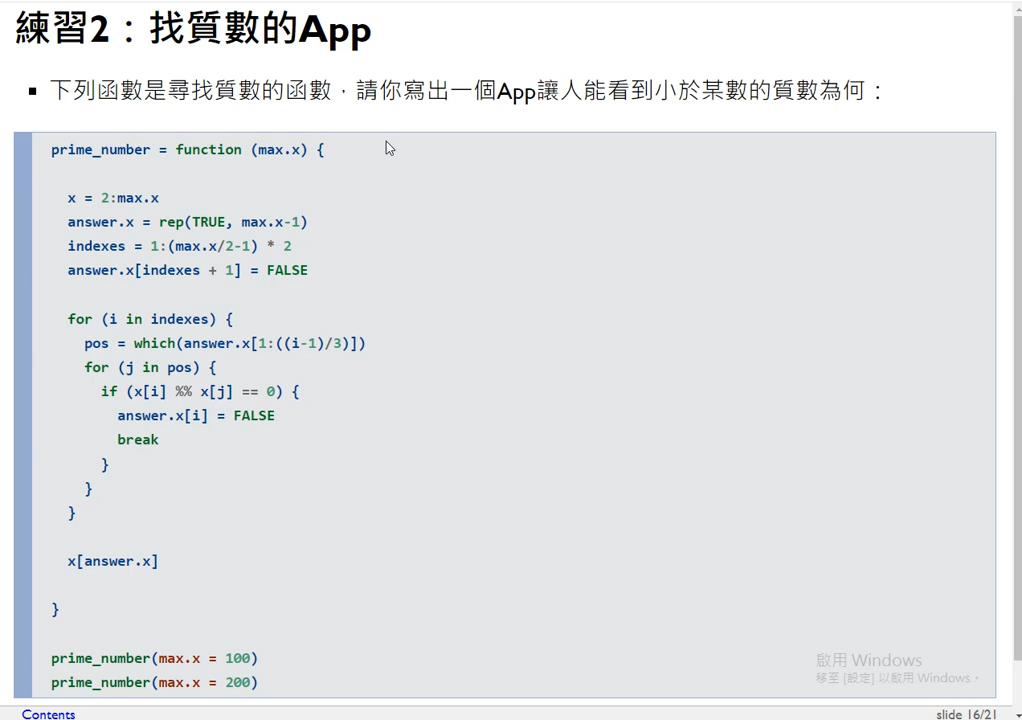 練習2：找質數的App
▪ 下列函數是尋找質數的函數，請你寫出一個App讓人能看到小於某數的質數為何：
prime_number = function (max.x) {
x = 2:max.x
answer.x = rep(TRUE, max.x-1)
indexes = 1:(max.x/2-1) * 2
answer.x[indexes + 1] = FALSE
for (i in indexes) {
pos = which(answer.x[1:((i-1)/3)])
for (j in pos) {
if (x[i] %% x[j] == 0) {
answer.x[i] = FALSE
break
}
}
}
x[answer.x]
}
prime_number(max.x = 100)
prime_number(max.x = 200)
啟用 Windows
移至 [設定] 以啟用 Windows。
Contents
slide 16/21